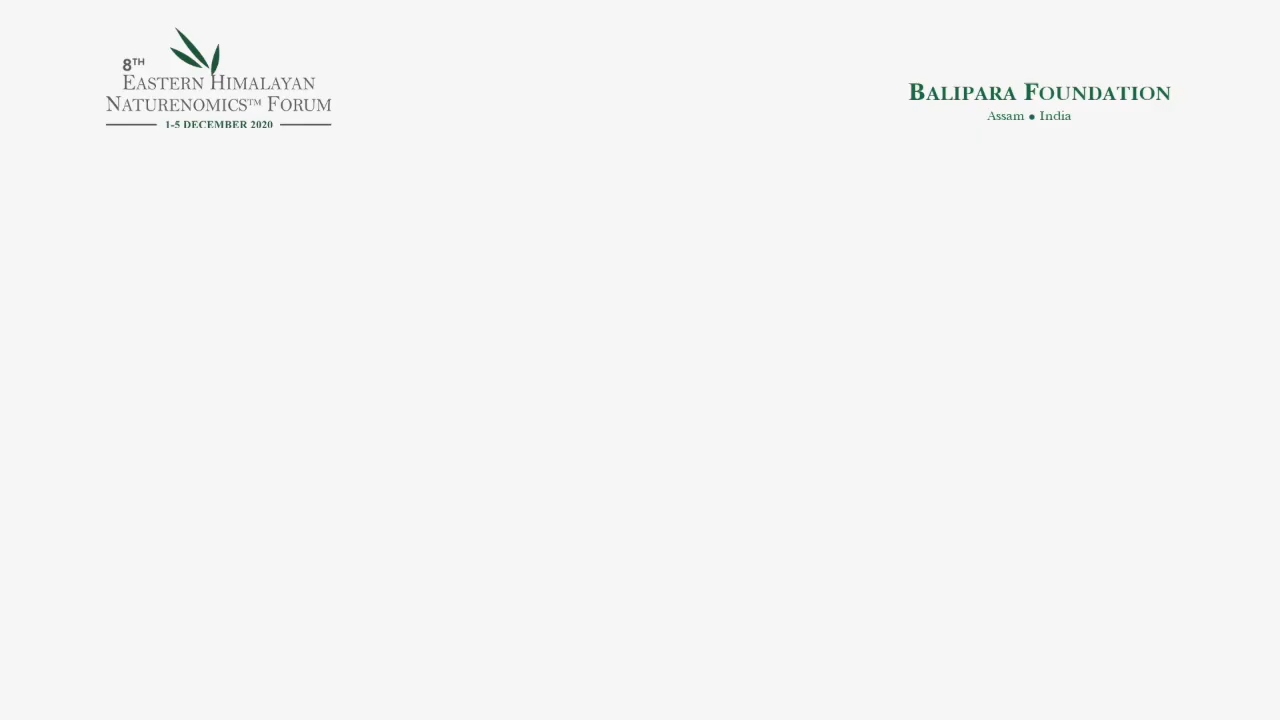 8TH
EASTERN HIMALAYAN
NATURENOMICS™ FORUM
1-5 DECEMBER 2020
BALIPARA FOUNDATION
Assam ● India